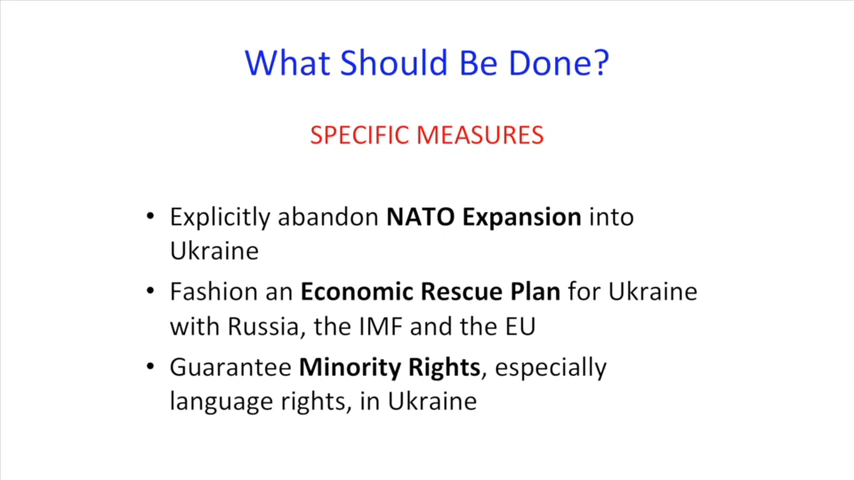 What Should Be Done?
SPECIFIC MEASURES
• Explicitly abandon NATO Expansion into
Ukraine
• Fashion an Economic Rescue Plan for Ukraine
with Russia, the IMF and the EU
• Guarantee Minority Rights, especially
language rights, in Ukraine